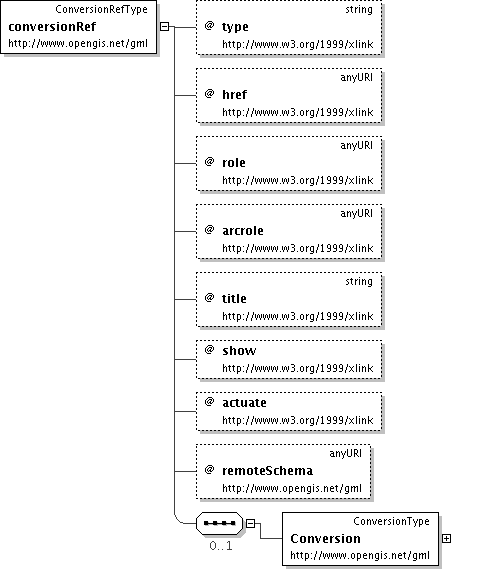 ConversionRefType
conversionRef
http://www.opengis.net/gml
string
@ type
http://www.w3.org/1999/xlink
anyURI
@ href
http://www.w3.org/1999/xlink
anyURI
@ role
http://www.w3.org/1999/xlink
anyURI
@ arcrole
http://www.w3.org/1999/xlink
string
@ title
http://www.w3.org/1999/xlink
@ show
http://www.w3.org/1999/xlink
@ actuate
http://www.w3.org/1999/xlink
anyURI
@ remoteSchema
http://www.opengis.net/gml
0..1
ConversionType
Conversion
http://www.opengis.net/gml